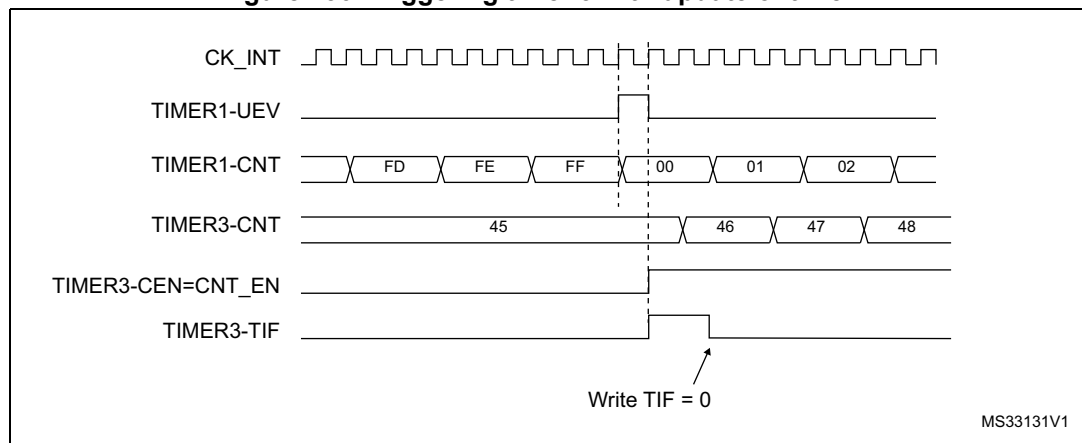 CK_INT
TIMER1-UEV
TIMER1-CNT FD FE FF 00 01 02
TIMER3-CNT 45 46 47 48
TIMER3-CEN=CNT_EN
TIMER3-TIF
Write TIF = 0
MS33131V1